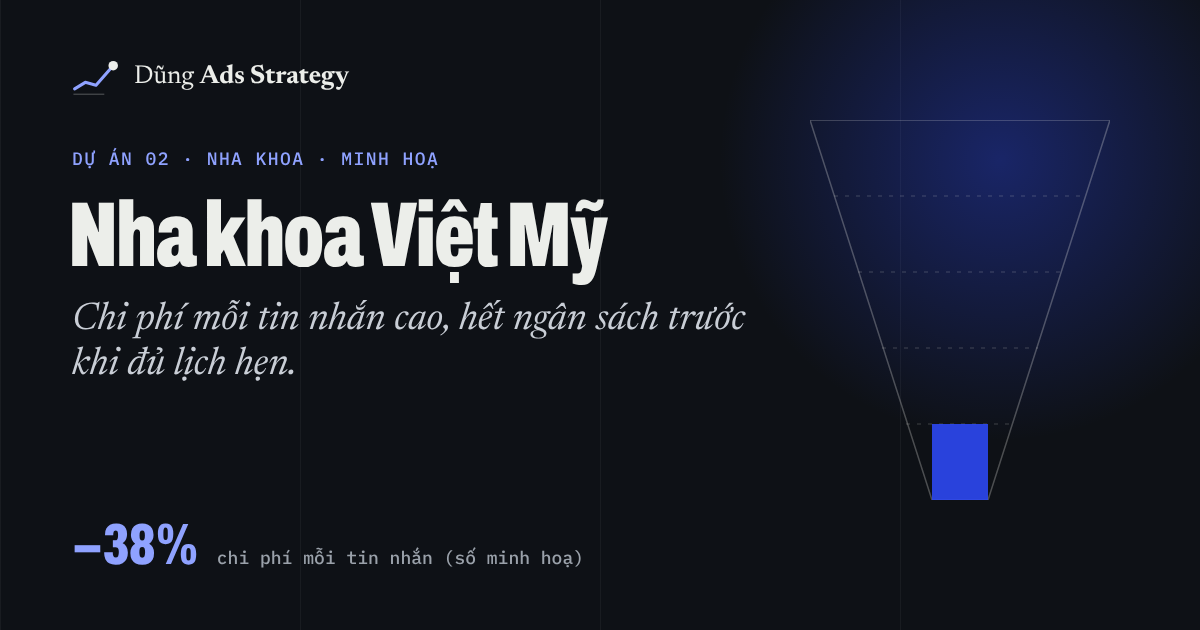 Dũng Ads Strategy
DỰ ÁN 02 · NHA KHOA · MINH HOẠ
Nha khoa Việt Mỹ
Chi phí mỗi tin nhắn cao, hết ngân sách trước
khi đủ lịch hẹn.
–38% chi phí mỗi tin nhắn (số minh hoạ)